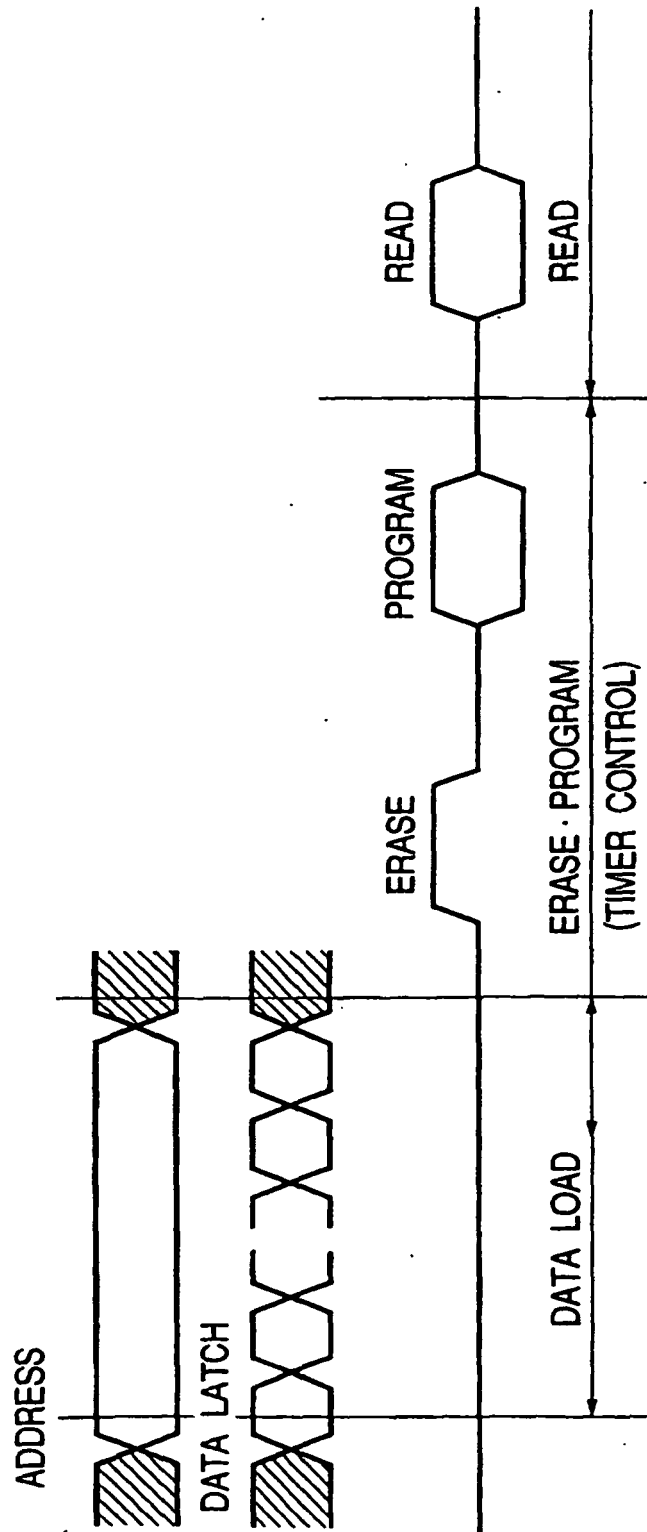 ADDRESS
DATA LATCH
ERASE
PROGRAM
READ
DATA LOAD
ERASE · PROGRAM
(TIMER CONTROL)
READ